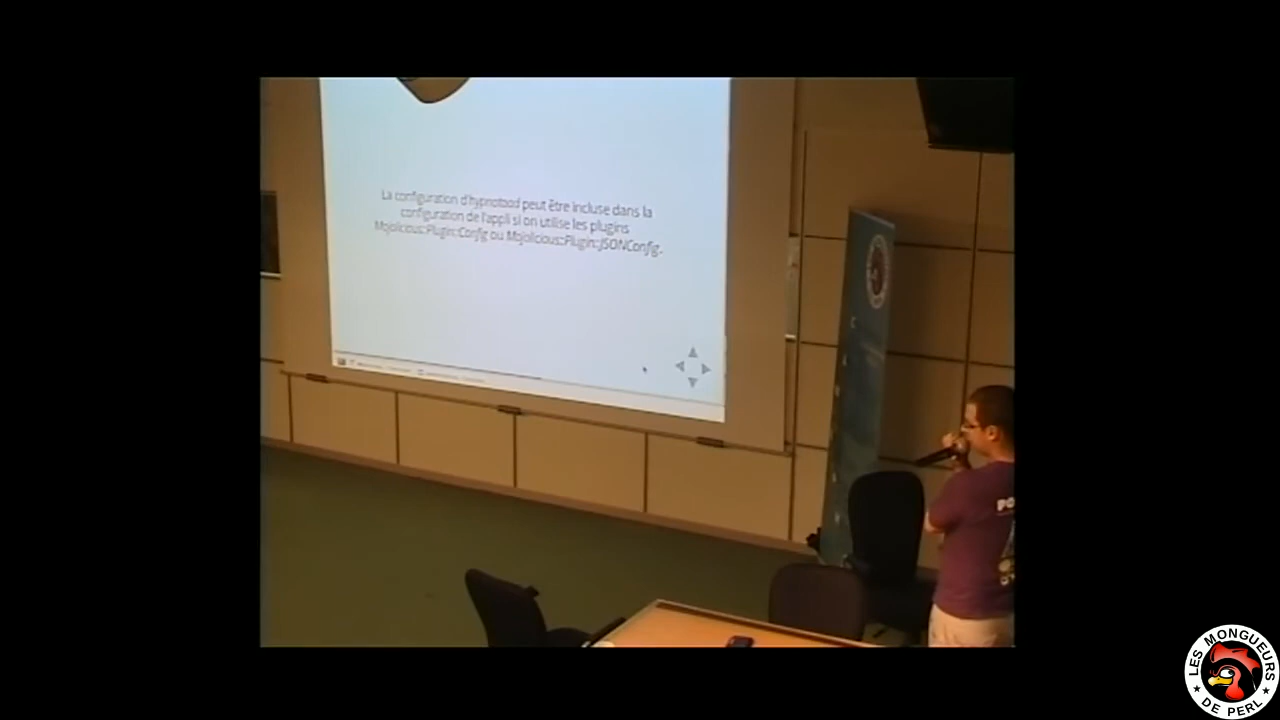 La configuration d'hypnotoad peut être incluse dans la
configuration de l'appli si on utilise les plugins
Mojolicious::Plugin::Config ou Mojolicious::Plugin::JSONConfig.
PO
LES MONGUEURS
DE PERL